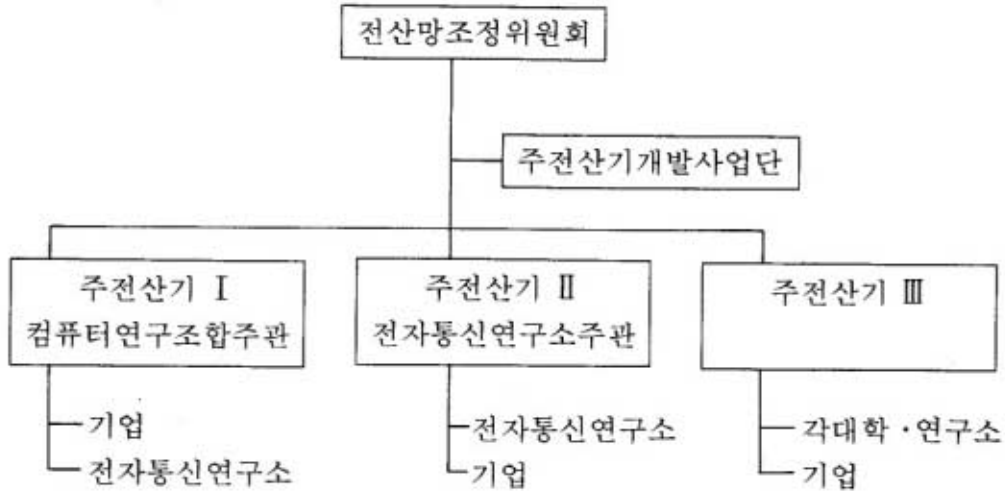 전산망조정위원회
주전산기개발사업단
주전산기 Ⅰ
컴퓨터연구조합주관
기업
전자통신연구소
주전산기 Ⅱ
전자통신연구소주관
전자통신연구소
기업
주전산기 Ⅲ
각대학·연구소
기업